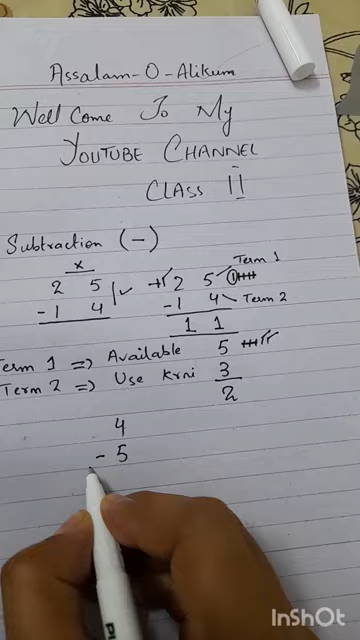 Assalam-O-Alikum
Well Come To My
YOUTUBE CHANNEL
CLASS II
Subtraction (-)
x
2 5
-1 4
Term 1
2 5
-1 4
Term 2
1 1
Term 1 => Available 5
Term 2 => Use Krni 3
2
4
- 5
InShOt